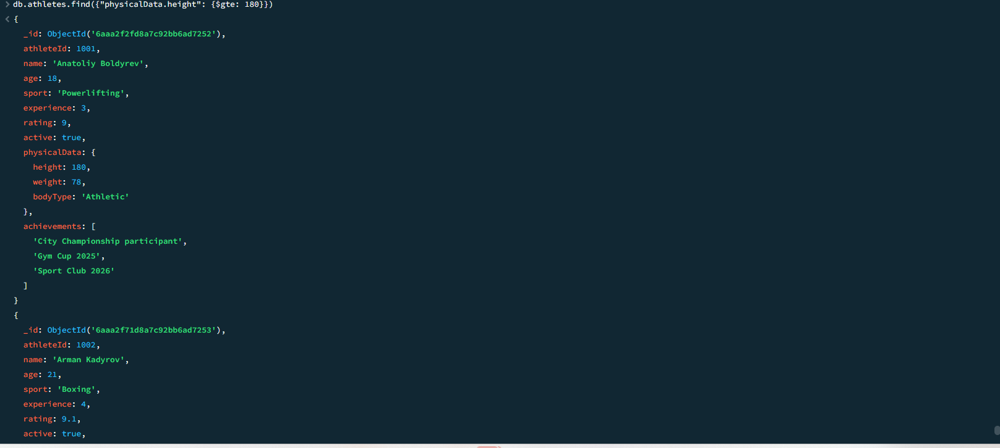 db.athletes.find({"physicalData.height": {$gte: 180}})
{
_id: ObjectId('6aaa2f2fd8a7c92bb6ad7252'),
athleteId: 1001,
name: 'Anatoliy Boldyrev',
age: 18,
sport: 'Powerlifting',
experience: 3,
rating: 9,
active: true,
physicalData: {
height: 180,
weight: 78,
bodyType: 'Athletic'
},
achievements: [
'City Championship participant',
'Gym Cup 2025',
'Sport Club 2026'
]
}
{
_id: ObjectId('6aaa2f71d8a7c92bb6ad7253'),
athleteId: 1002,
name: 'Arman Kadyrov',
age: 21,
sport: 'Boxing',
experience: 4,
rating: 9.1,
active: true,